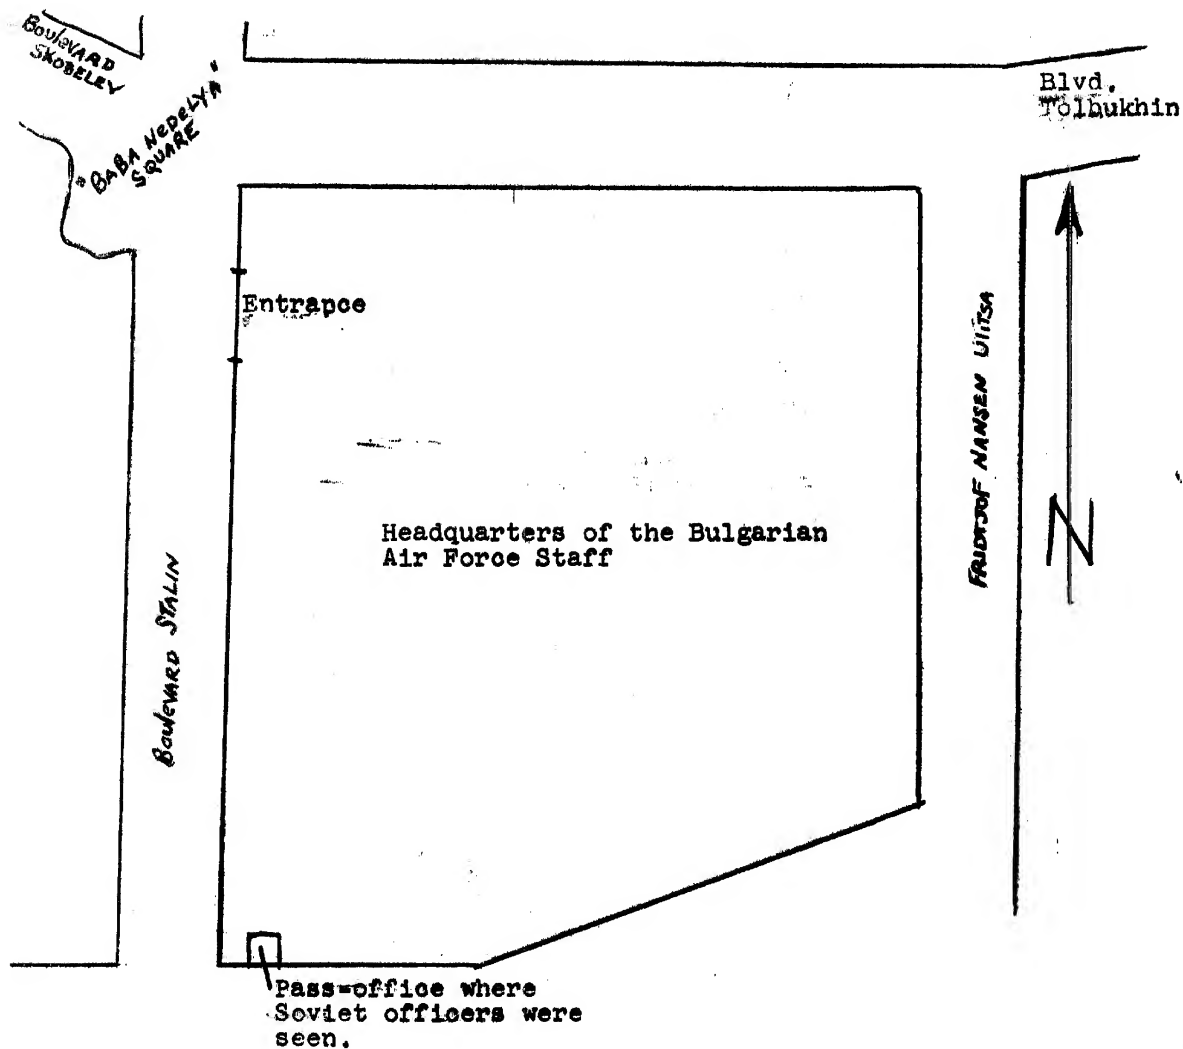 Boulevard
SKOBELEV
"BABA NEDELYA"
SQUARE
Blvd.
Tolbukhin
Entrance
FRIDTJOF NANSEN Ulitsa
N
Headquarters of the Bulgarian
Air Force Staff
Boulevard STALIN
Pass-office where
Soviet officers were
seen.